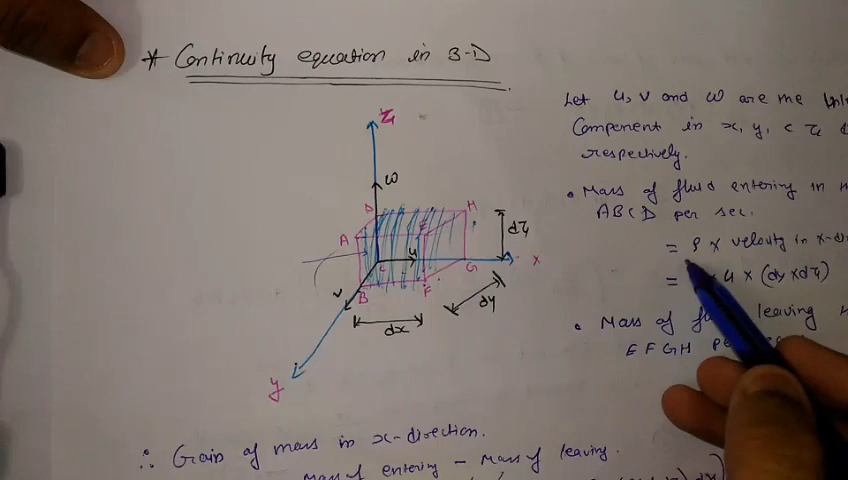 * Continuity equation in 3-D
Z
w
D
H
A
E
dz
u
x
C
G
v
B
F
dy
dx
y
Let u, v and w are the
Component in x, y, & z
respectively.
• Mass of fluid entering in
ABCD per sec.
= ρ × velocity in x-
= × u × (dy × dz)
• Mass of leaving
EFGH
∴ Gain of mass in x-direction.
Mass of entering - Mass of leaving.